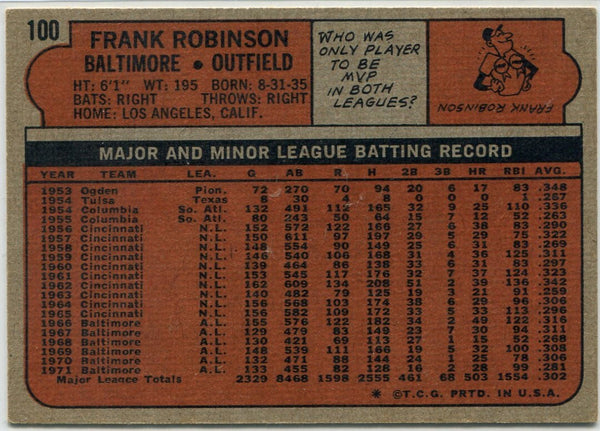 100 FRANK ROBINSON
BALTIMORE • OUTFIELD
HT: 6'1" WT: 195 BORN: 8-31-35
BATS: RIGHT THROWS: RIGHT
HOME: LOS ANGELES, CALIF.
WHO WAS
ONLY PLAYER
TO BE
MVP
IN BOTH
LEAGUES?
FRANK ROBINSON
MAJOR AND MINOR LEAGUE BATTING RECORD
YEAR TEAM LEA. G AB R H 2B 3B HR RBI AVG.
1953 Ogden Pion. 72 270 70 94 20 6 17 83 .348
1954 Tulsa Texas 8 30 4 8 0 0 0 1 .267
1954 Columbia So. Atl. 132 491 112 165 32 9 25 110 .336
1955 Columbia So. Atl. 80 243 50 64 15 7 12 52 .263
1956 Cincinnati N.L. 152 572 122 166 27 6 38 83 .290
1957 Cincinnati N.L. 150 611 97 197 29 5 29 75 .322
1958 Cincinnati N.L. 148 554 90 149 25 6 31 83 .269
1959 Cincinnati N.L. 146 540 106 168 31 4 36 125 .311
1960 Cincinnati N.L. 139 464 86 138 33 6 31 83 .297
1961 Cincinnati N.L. 153 545 117 176 32 7 37 124 .323
1962 Cincinnati N.L. 162 609 134 208 51 2 39 136 .342
1963 Cincinnati N.L. 140 482 79 125 19 3 21 91 .259
1964 Cincinnati N.L. 156 568 103 174 38 6 29 96 .306
1965 Cincinnati N.L. 156 582 109 172 33 5 33 113 .296
1966 Baltimore A.L. 155 576 122 182 34 2 49 122 .316
1967 Baltimore A.L. 129 479 83 149 23 7 30 94 .311
1968 Baltimore A.L. 130 421 69 113 27 1 15 52 .268
1969 Baltimore A.L. 148 539 111 166 19 5 32 100 .308
1970 Baltimore A.L. 132 471 88 144 24 1 25 78 .306
1971 Baltimore A.L. 133 455 82 128 16 2 28 99 .281
Major League Totals 2329 8468 1598 2555 461 68 503 1554 .302
* ©T.C.G. PRTD. IN U.S.A.